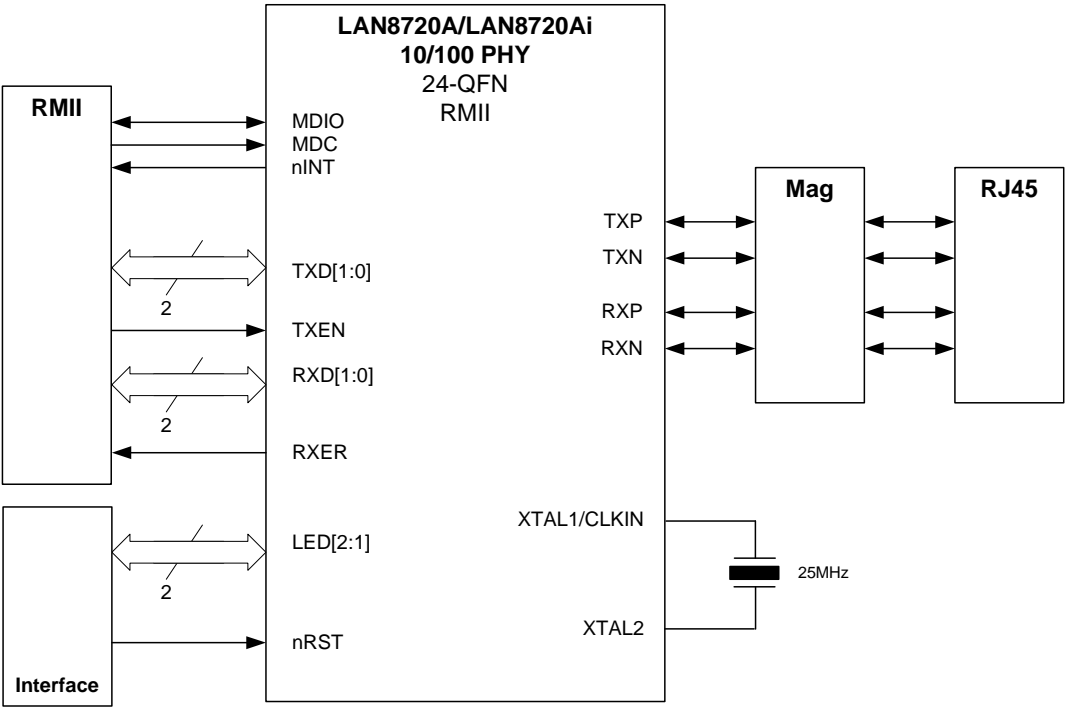 LAN8720A/LAN8720Ai
10/100 PHY
24-QFN
RMII
RMII
MDIO
MDC
nINT
TXD[1:0]
2
TXEN
RXD[1:0]
2
RXER
LED[2:1]
2
nRST
Interface
TXP
TXN
RXP
RXN
Mag
RJ45
XTAL1/CLKIN
25MHz
XTAL2